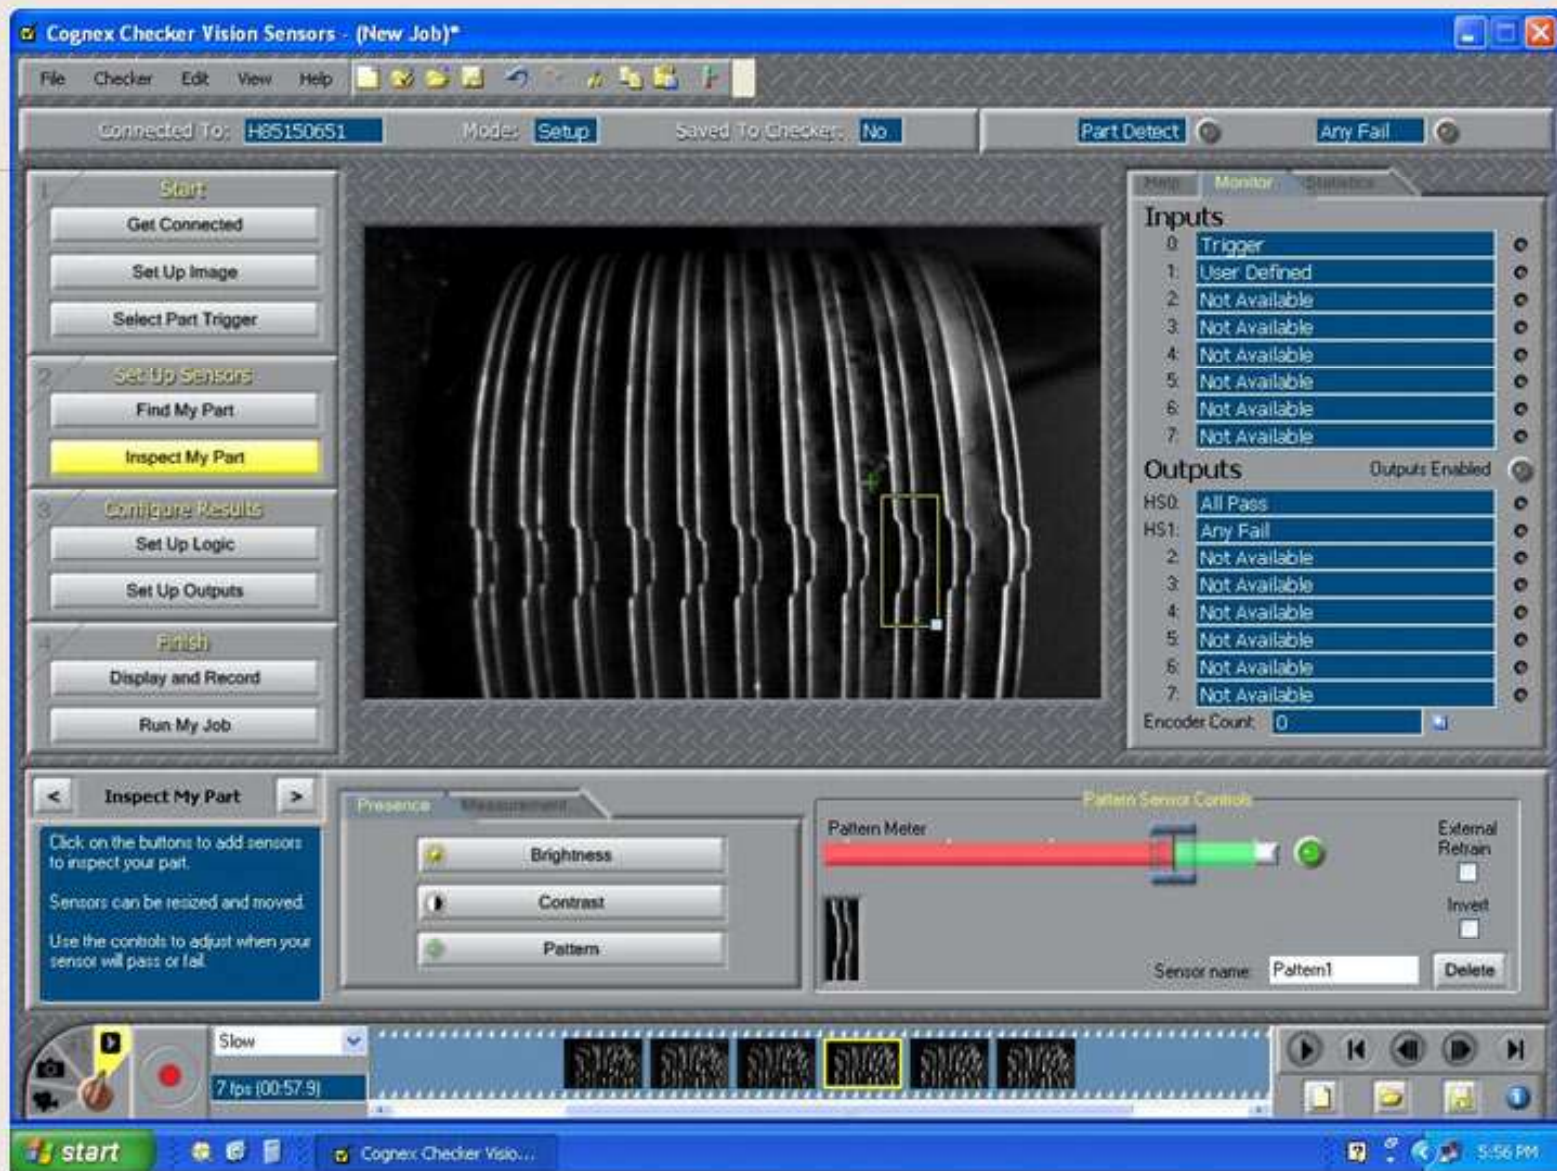 Cognex Checker Vision Sensors - (New Job)*
File Checker Edit View Help
Connected To: H85150651 Mode: Setup Saved To Checker: No Part Detect Any Fail
1 Start
Get Connected
Set Up Image
Select Part Trigger
2 Set Up Sensors
Find My Part
Inspect My Part
3 Configure Results
Set Up Logic
Set Up Outputs
4 Finish
Display and Record
Run My Job
Help Monitor Statistics
Inputs
0: Trigger
1: User Defined
2: Not Available
3: Not Available
4: Not Available
5: Not Available
6: Not Available
7: Not Available
Outputs Outputs Enabled
HS0: All Pass
HS1: Any Fail
2: Not Available
3: Not Available
4: Not Available
5: Not Available
6: Not Available
7: Not Available
Encoder Count: 0
< Inspect My Part >
Click on the buttons to add sensors
to inspect your part.
Sensors can be resized and moved.
Use the controls to adjust when your
sensor will pass or fail.
Presence Measurement
Brightness
Contrast
Pattern
Pattern Sensor Controls
Pattern Meter
External
Retrain
Invert
Sensor name: Pattern1 Delete
Slow
7 fps (00:57.9)
start Cognex Checker Visio... 5:56 PM